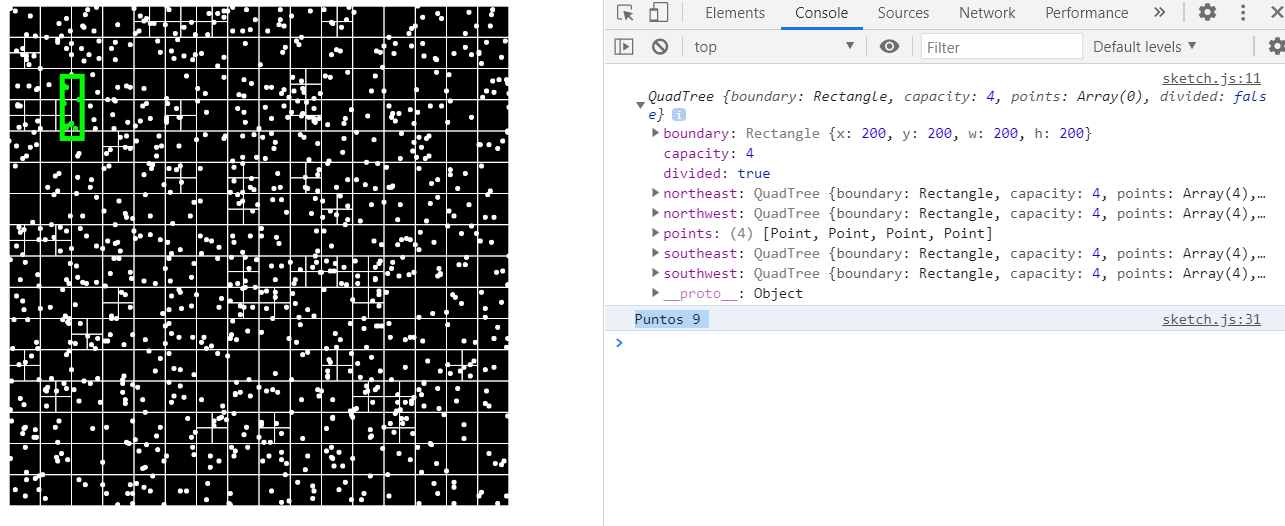 Elements Console Sources Network Performance »
top ▼ Filter Default levels ▼
sketch.js:11
▼ QuadTree {boundary: Rectangle, capacity: 4, points: Array(0), divided: fals
e} i
▶ boundary: Rectangle {x: 200, y: 200, w: 200, h: 200}
capacity: 4
divided: true
▶ northeast: QuadTree {boundary: Rectangle, capacity: 4, points: Array(4),…
▶ northwest: QuadTree {boundary: Rectangle, capacity: 4, points: Array(4),…
▶ points: (4) [Point, Point, Point, Point]
▶ southeast: QuadTree {boundary: Rectangle, capacity: 4, points: Array(4),…
▶ southwest: QuadTree {boundary: Rectangle, capacity: 4, points: Array(4),…
▶ __proto__: Object
Puntos 9 sketch.js:31
>